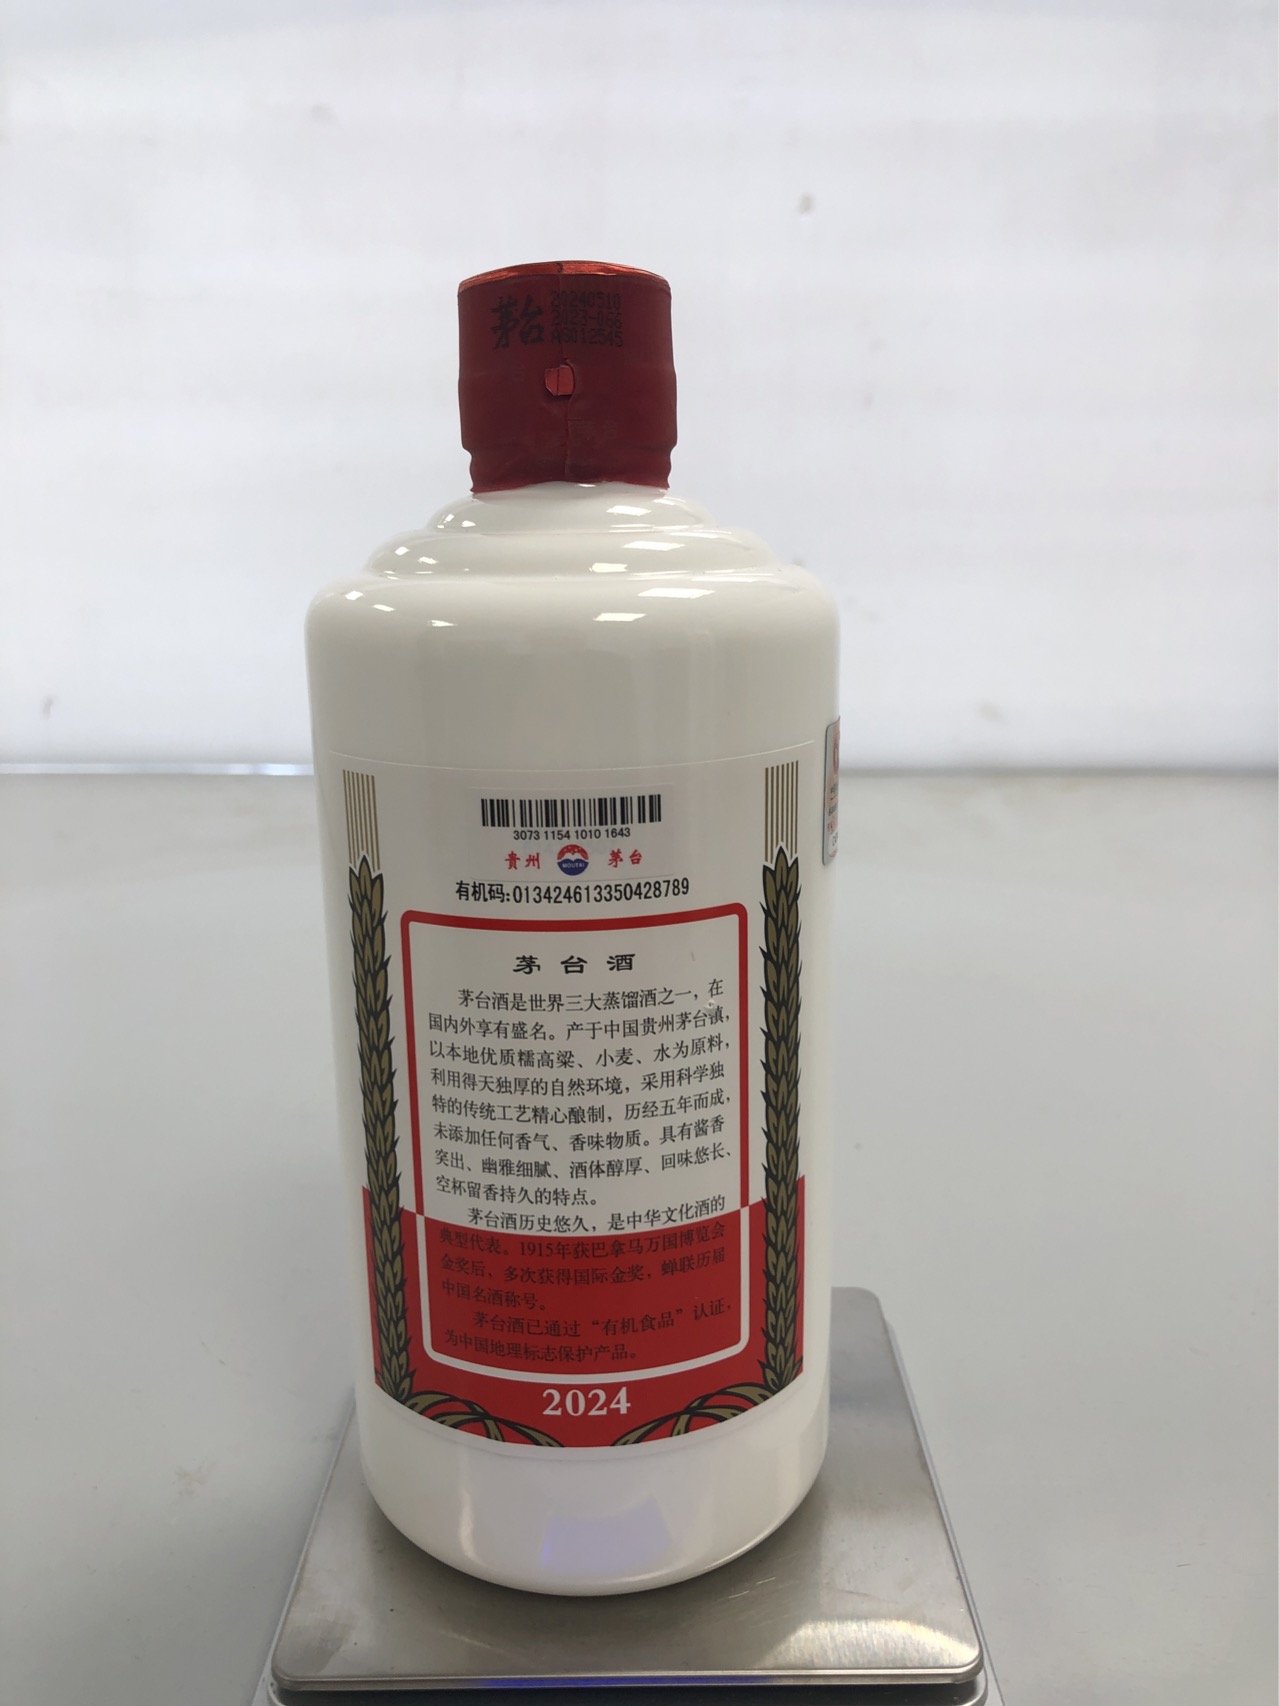 茅台
20240510
2023-066
AG012545
3073 1154 1010 1643
贵州 MOUTAI 茅台
有机码:013424613350428789
茅台酒
茅台酒是世界三大蒸馏酒之一，在
国内外享有盛名。产于中国贵州茅台镇，
以本地优质糯高粱、小麦、水为原料，
利用得天独厚的自然环境，采用科学独
特的传统工艺精心酿制，历经五年而成，
未添加任何香气、香味物质。具有酱香
突出、幽雅细腻、酒体醇厚、回味悠长、
空杯留香持久的特点。
茅台酒历史悠久，是中华文化酒的
典型代表。1915年获巴拿马万国博览会
金奖后，多次获得国际金奖，蝉联历届
中国名酒称号。
茅台酒已通过“有机食品”认证，
为中国地理标志保护产品。
2024